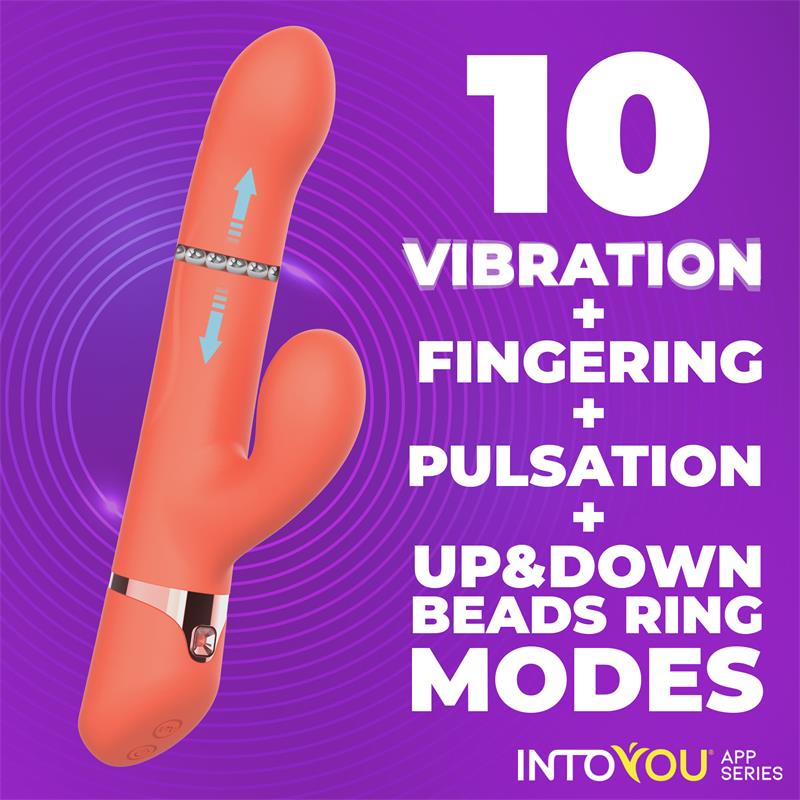 10
VIBRATION
+
FINGERING
+
PULSATION
+
UP&DOWN
BEADS RING
MODES
INTOYOU® APP
SERIES